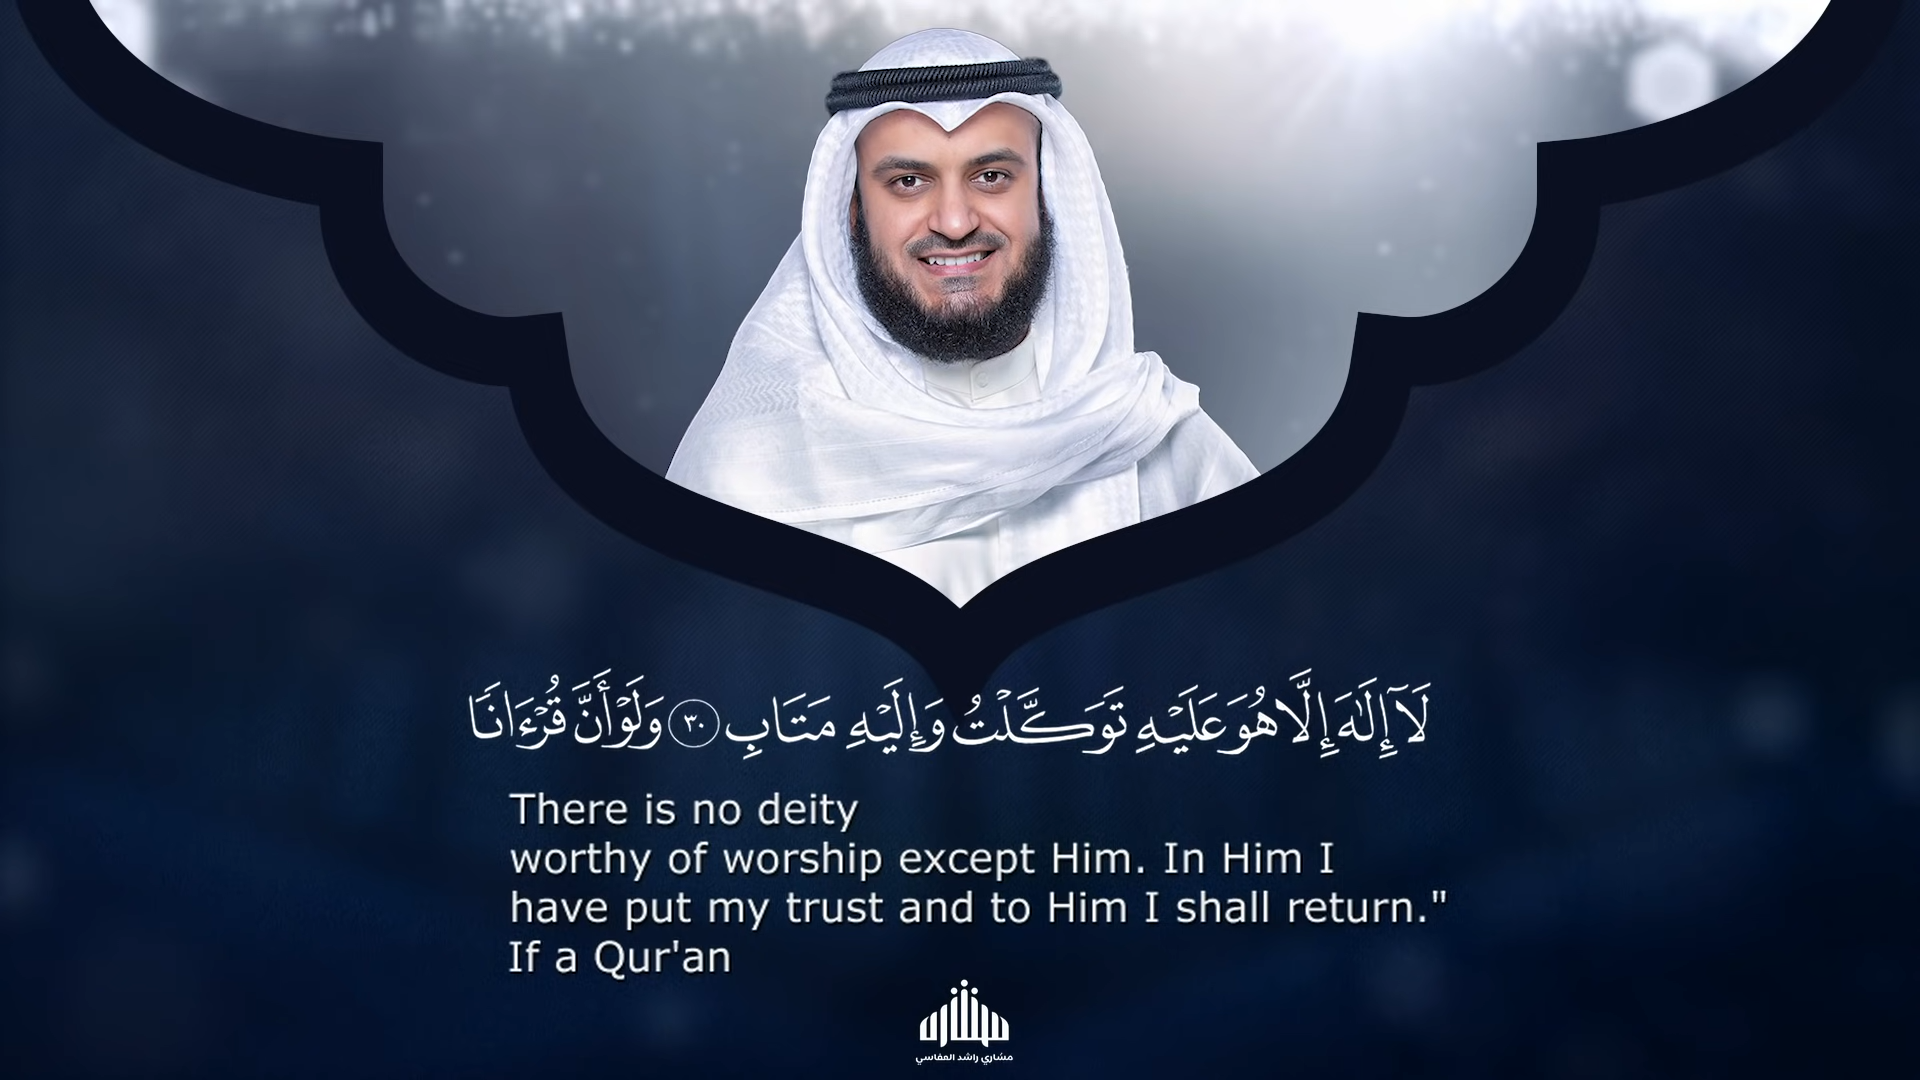 لَآ إِلَٰهَ إِلَّا هُوَ عَلَيْهِ تَوَكَّلْتُ وَإِلَيْهِ مَتَابِ ٣٠ وَلَوْ أَنَّ قُرْءَانًا
There is no deity
worthy of worship except Him. In Him I
have put my trust and to Him I shall return."
If a Qur'an
مشاري راشد العفاسي